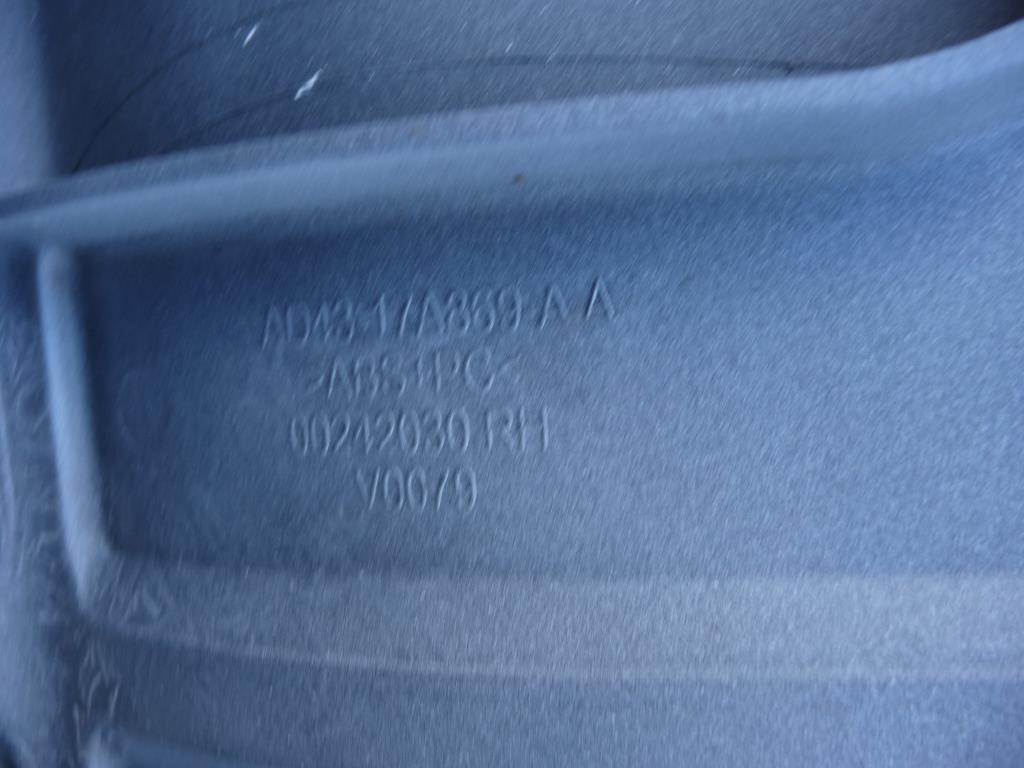 AD43-17A869-A A
>ABS+PC<
00242030 RH
V0079